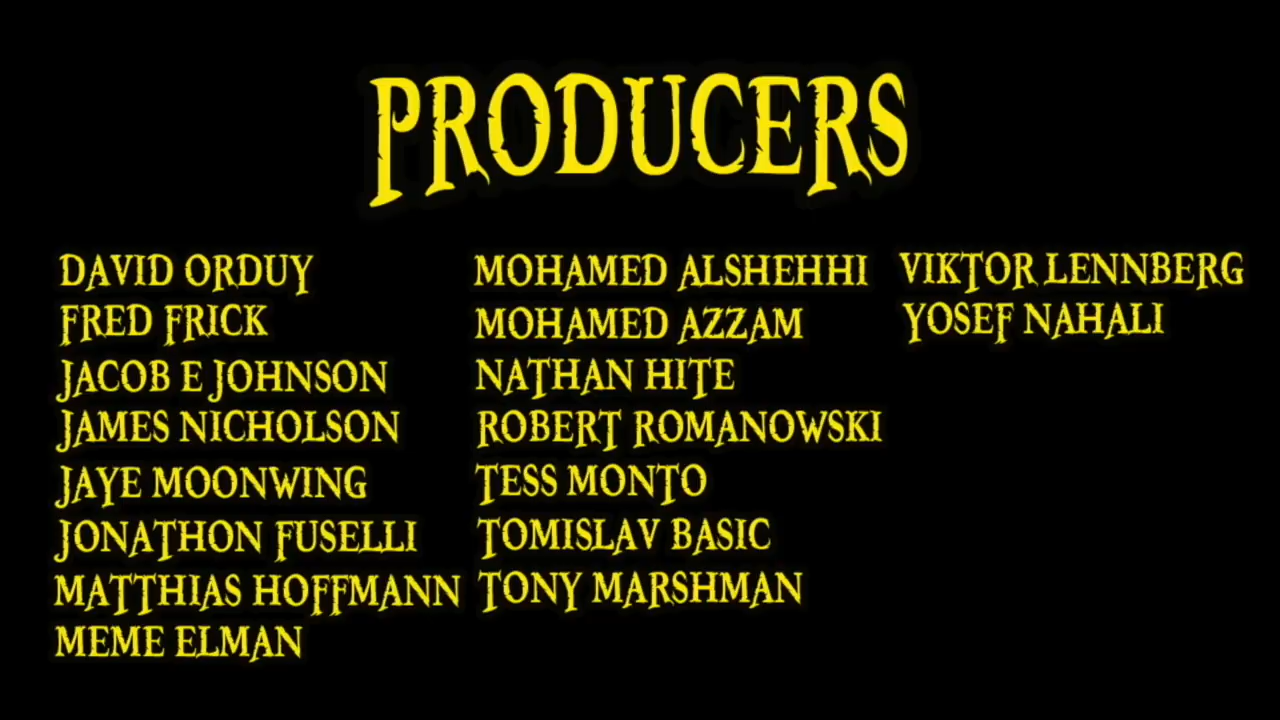 PRODUCERS
DAVID ORDUY
FRED FRICK
JACOB E JOHNSON
JAMES NICHOLSON
JAYE MOONWING
JONATHON FUSELLI
MATTHIAS HOFFMANN
MEME ELMAN
MOHAMED ALSHEHHI
MOHAMED AZZAM
NATHAN HITE
ROBERT ROMANOWSKI
TESS MONTO
TOMISLAV BASIC
TONY MARSHMAN
VIKTOR LENNBERG
YOSEF NAHALI